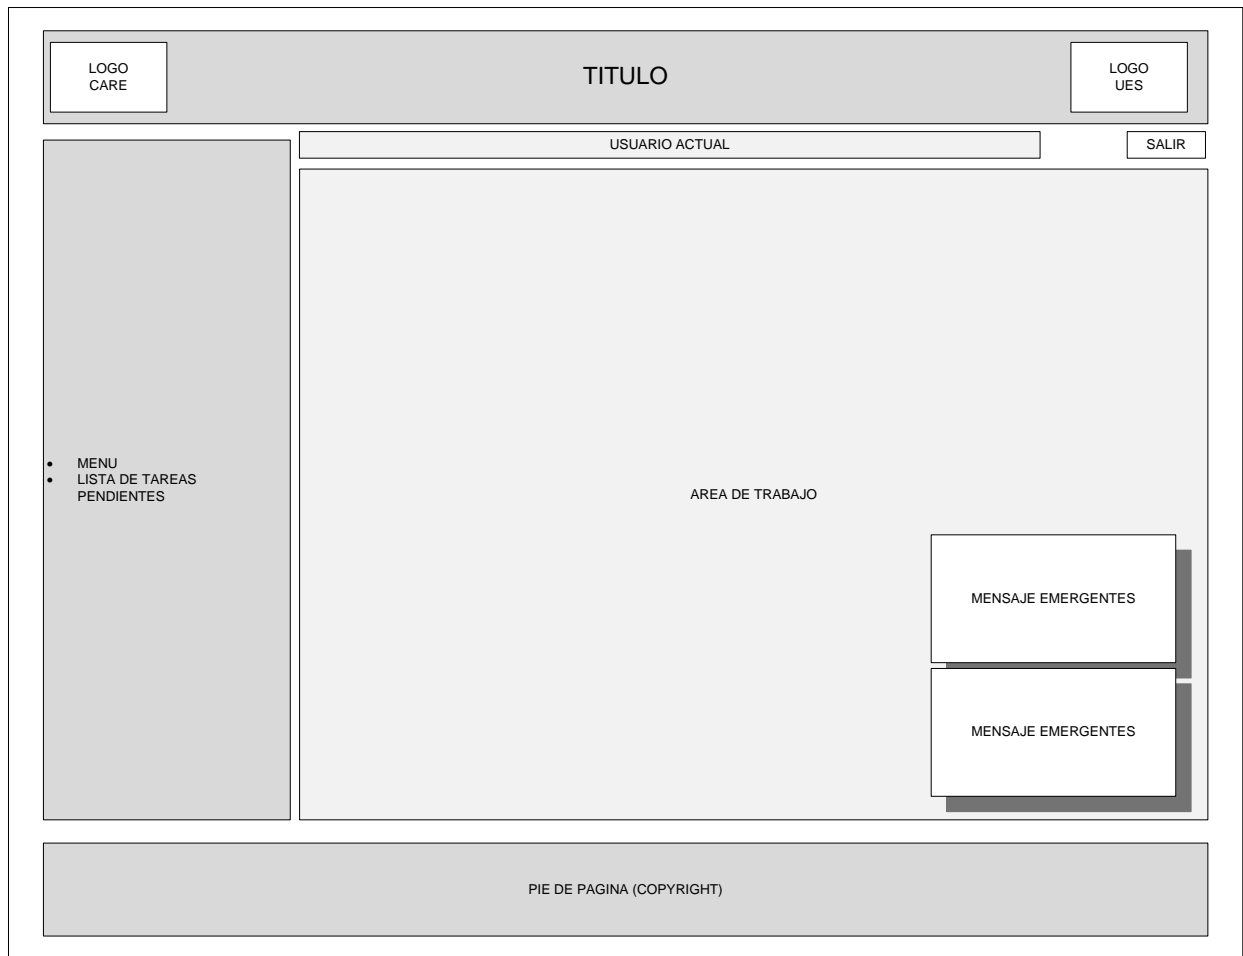 LOGO
CARE
TITULO
LOGO
UES
USUARIO ACTUAL
SALIR
• MENU
• LISTA DE TAREAS
PENDIENTES
AREA DE TRABAJO
MENSAJE EMERGENTES
MENSAJE EMERGENTES
PIE DE PAGINA (COPYRIGHT)